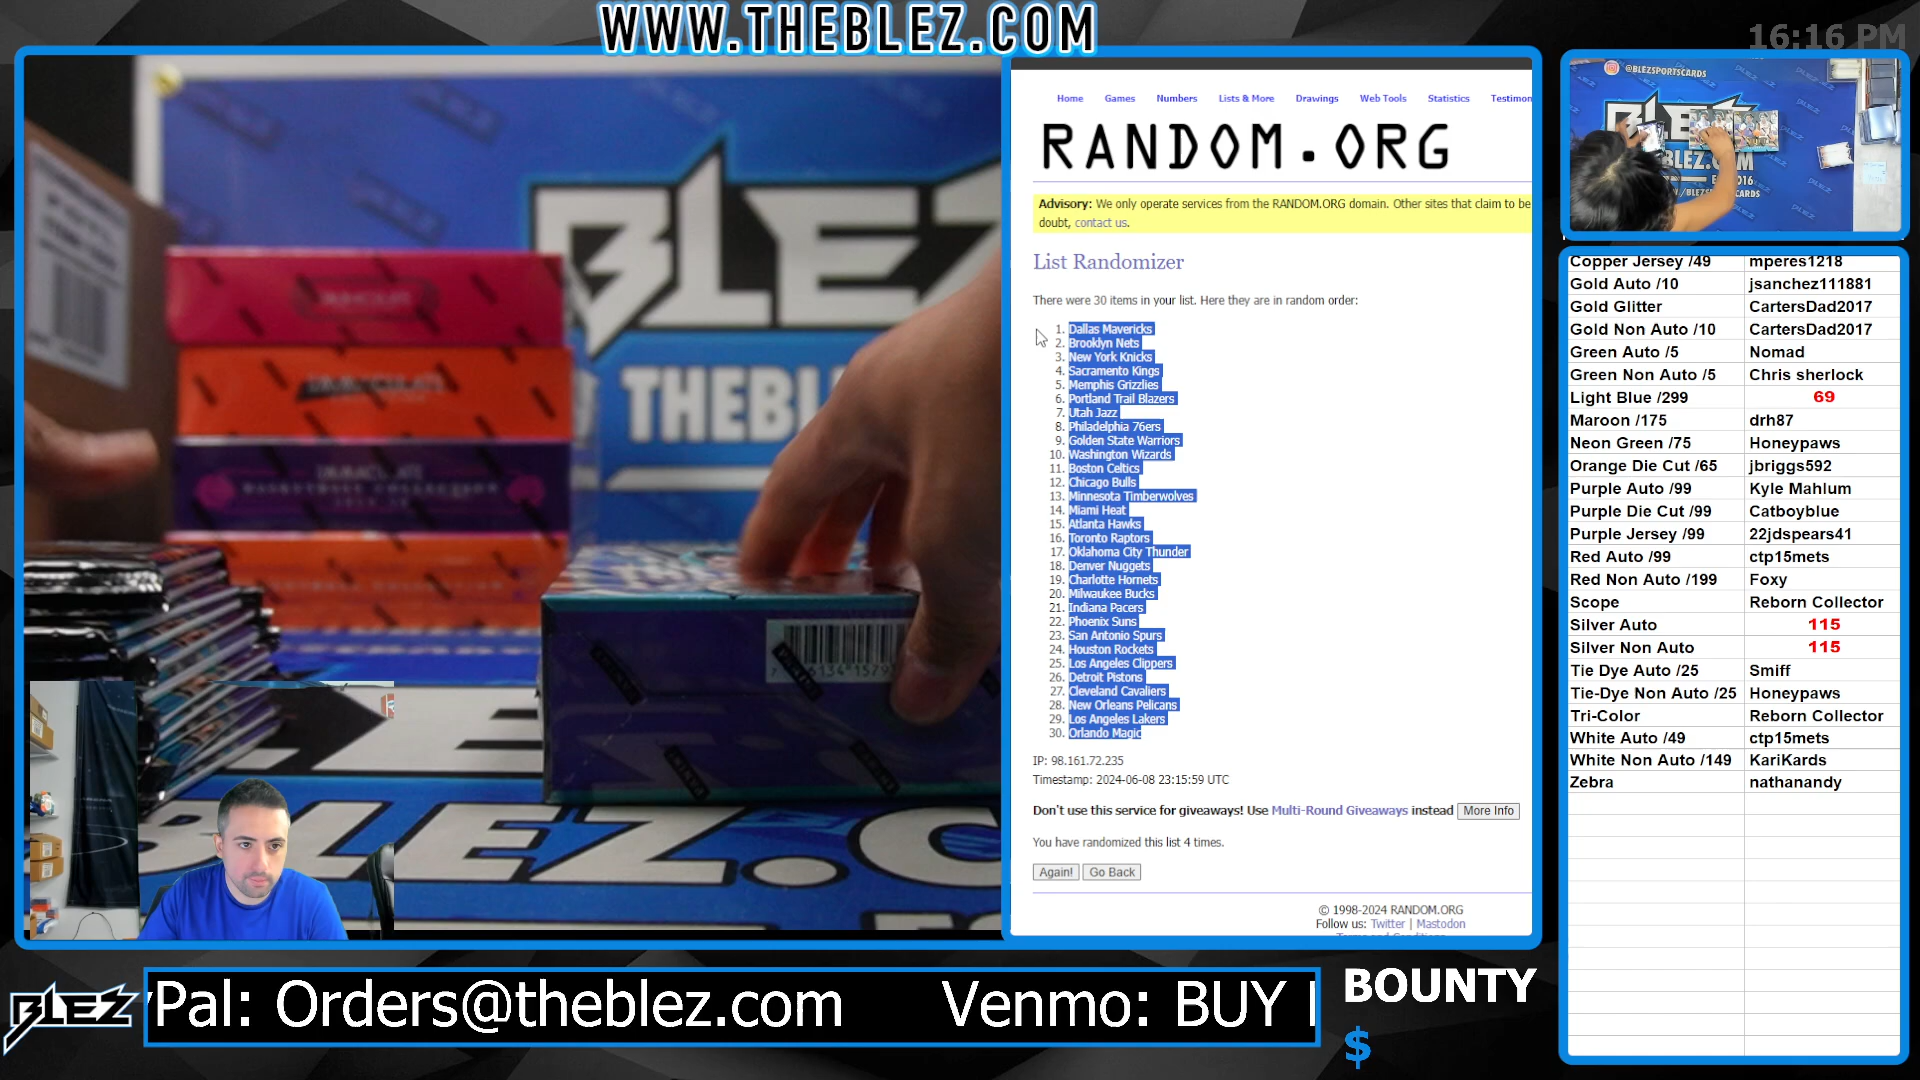 WWW.THEBLEZ.COM
16:16 PM
Home Games Numbers Lists & More Drawings Web Tools Statistics
RANDOM.ORG
Advisory: We only operate services from the RANDOM.ORG domain. Other sites that claim to be
doubt, contact us.
List Randomizer
There were 30 items in your list. Here they are in random order:
1. Dallas Mavericks
2. Brooklyn Nets
3. New York Knicks
4. Sacramento Kings
5. Memphis Grizzlies
6. Portland Trail Blazers
7. Utah Jazz
8. Philadelphia 76ers
9. Golden State Warriors
10. Washington Wizards
11. Boston Celtics
12. Chicago Bulls
13. Minnesota Timberwolves
14. Miami Heat
15. Atlanta Hawks
16. Toronto Raptors
17. Oklahoma City Thunder
18. Denver Nuggets
19. Charlotte Hornets
20. Milwaukee Bucks
21. Indiana Pacers
22. Phoenix Suns
23. San Antonio Spurs
24. Houston Rockets
25. Los Angeles Clippers
26. Detroit Pistons
27. Cleveland Cavaliers
28. New Orleans Pelicans
29. Los Angeles Lakers
30. Orlando Magic
IP: 98.161.72.235
Timestamp: 2024-06-08 23:15:59 UTC
Don't use this service for giveaways! Use Multi-Round Giveaways instead More Info
You have randomized this list 4 times.
Again! Go Back
© 1998-2024 RANDOM.ORG
Follow us: Twitter | Mastodon
@BLEZSPORTSCARDS
Copper Jersey /49 mperes1218
Gold Auto /10 jsanchez111881
Gold Glitter CartersDad2017
Gold Non Auto /10 CartersDad2017
Green Auto /5 Nomad
Green Non Auto /5 Chris sherlock
Light Blue /299 69
Maroon /175 drh87
Neon Green /75 Honeypaws
Orange Die Cut /65 jbriggs592
Purple Auto /99 Kyle Mahlum
Purple Die Cut /99 Catboyblue
Purple Jersey /99 22jdspears41
Red Auto /99 ctp15mets
Red Non Auto /199 Foxy
Scope Reborn Collector
Silver Auto 115
Silver Non Auto 115
Tie Dye Auto /25 Smiff
Tie-Dye Non Auto /25 Honeypaws
Tri-Color Reborn Collector
White Auto /49 ctp15mets
White Non Auto /149 KariKards
Zebra nathanandy
BLEZ
THEBL
IMMACULATE
BASKETBALL COLLECTION
BLEZ.C
BLEZ
Pal: Orders@theblez.com Venmo: BUY
BOUNTY
$